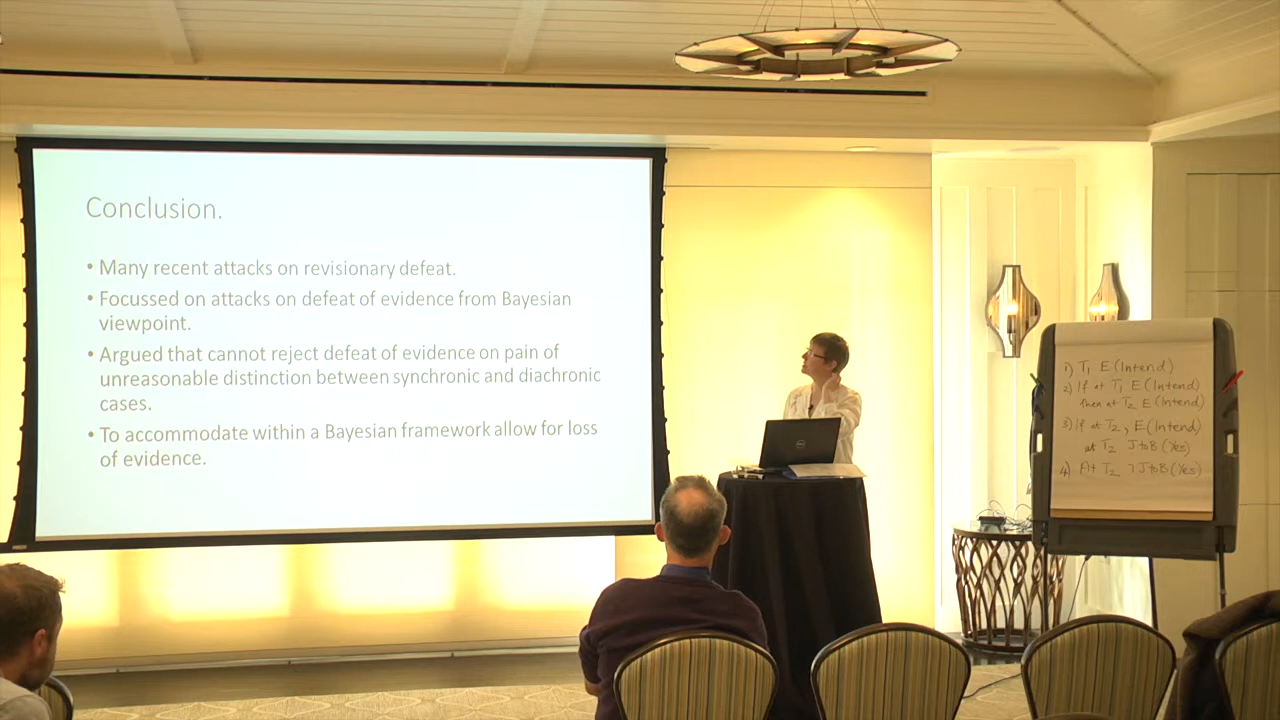 Conclusion.
• Many recent attacks on revisionary defeat.
• Focussed on attacks on defeat of evidence from Bayesian
viewpoint.
• Argued that cannot reject defeat of evidence on pain of
unreasonable distinction between synchronic and diachronic
cases.
• To accommodate within a Bayesian framework allow for loss
of evidence.
1) T1 E(Intend)
2) If at T1 E(Intend)
then at T2 E(Intend)
3) If at T2, E(Intend)
at T2 JtoB(Yes)
4) At T2 ¬JtoB(Yes)
DELL